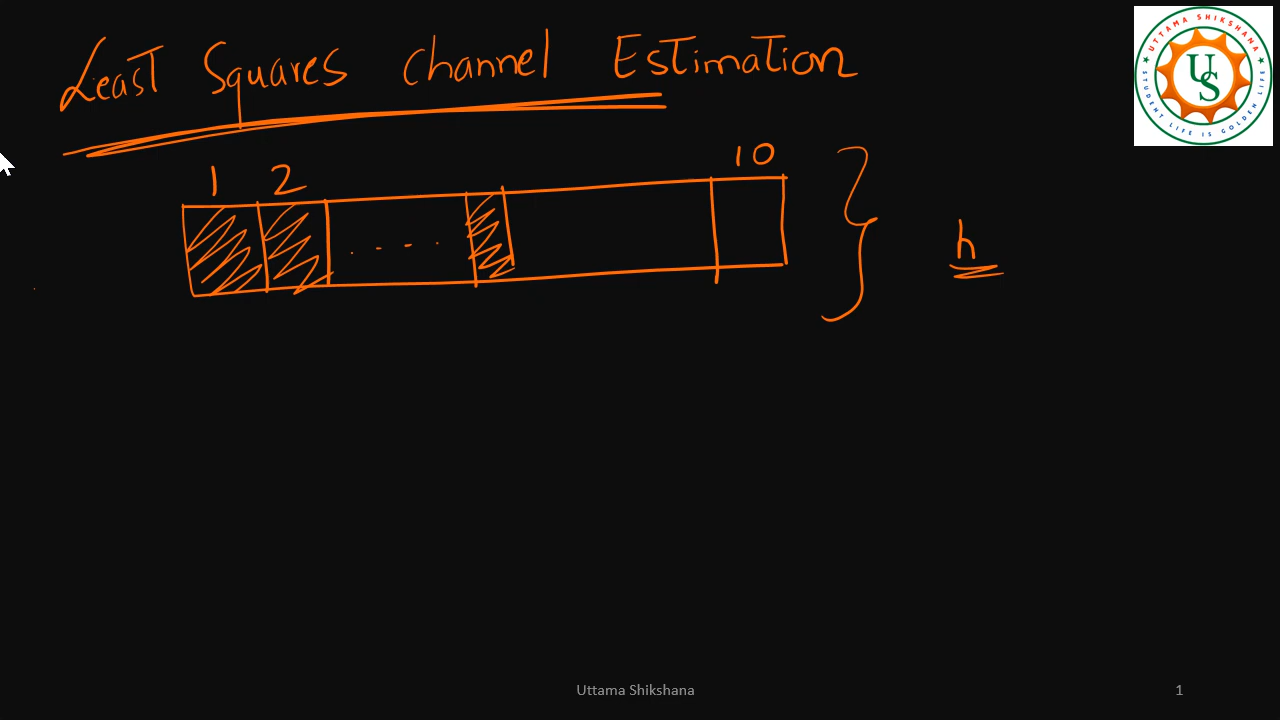 Least Squares Channel Estimation
UTTAMA SHIKSHANA
US
STUDENT LIFE IS GOLDEN LIFE
1 2 10
....
h
Uttama Shikshana 1